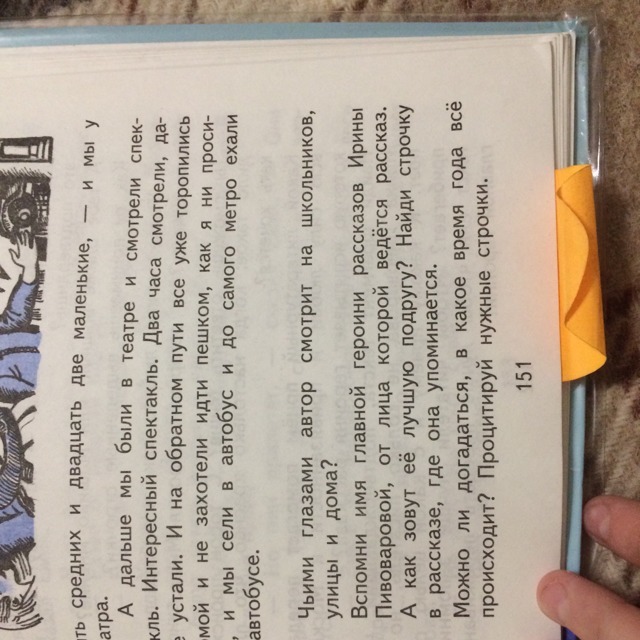 средних и двадцать две маленькие, — и мы у
А дальше мы были в театре и смотрели спек-
Интересный спектакль. Два часа смотрели, да-
устали. И на обратном пути все уже торопились
и не захотели идти пешком, как я ни проси-
и мы сели в автобус и до самого метро ехали
автобусе.
Чьими глазами автор смотрит на школьников,
улицы и дома?
Вспомни имя главной героини рассказов Ирины
Пивоваровой, от лица которой ведётся рассказ.
А как зовут её лучшую подругу? Найди строчку
в рассказе, где она упоминается.
Можно ли догадаться, в какое время года всё
происходит? Процитируй нужные строчки.
151